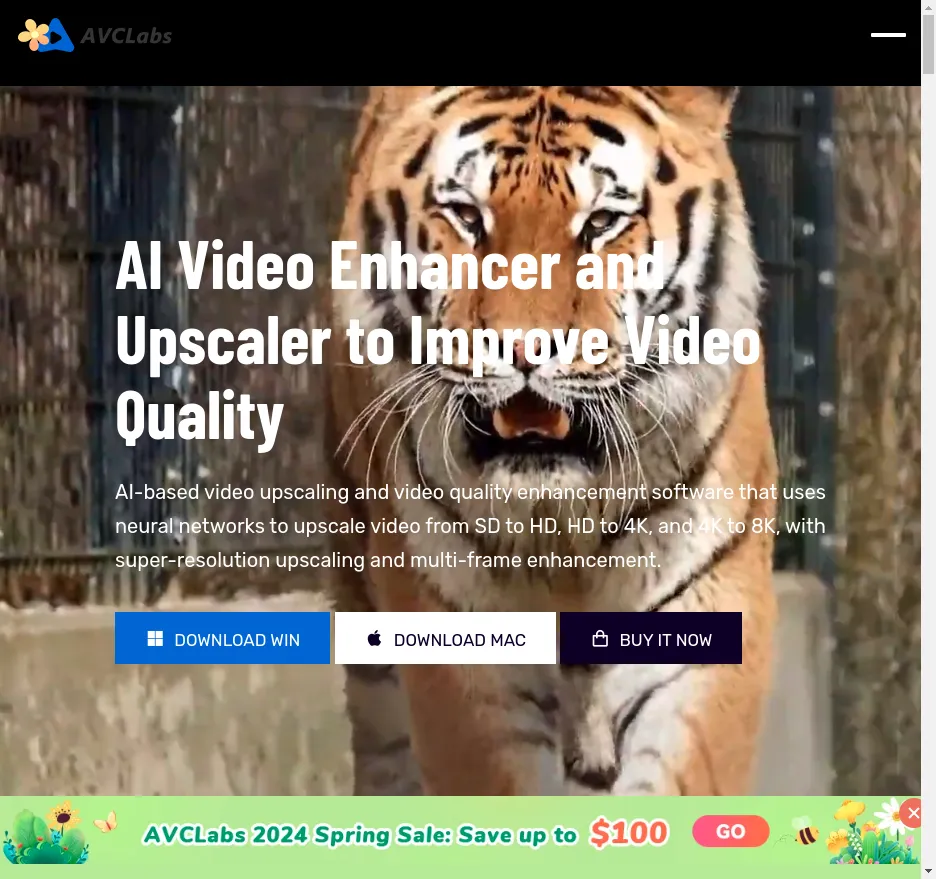 AVCLabs
AI Video Enhancer and
Upscaler to Improve Video
Quality
AI-based video upscaling and video quality enhancement software that uses
neural networks to upscale video from SD to HD, HD to 4K, and 4K to 8K, with
super-resolution upscaling and multi-frame enhancement.
DOWNLOAD WIN
DOWNLOAD MAC
BUY IT NOW
AVCLabs 2024 Spring Sale: Save up to $100
GO